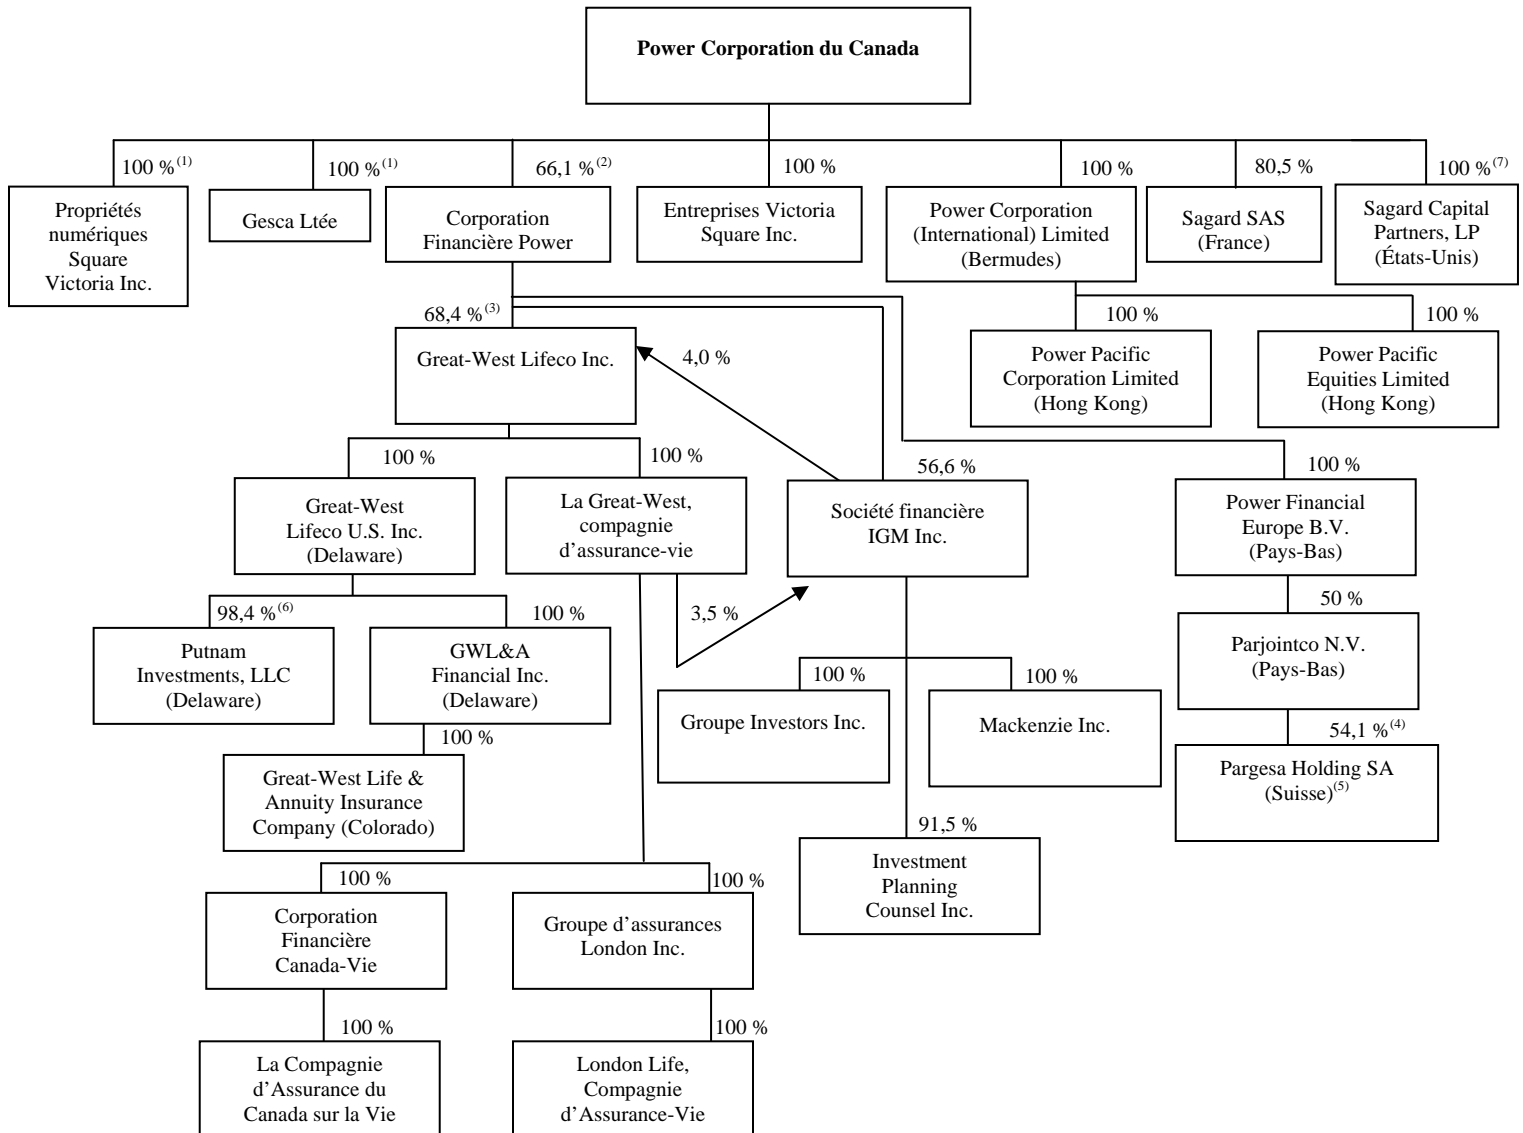 Power Corporation du Canada
100 %(1)
100 %(1)
66,1 %(2)
100 %
100 %
80,5 %
100 %(7)
Propriétés
numériques
Square
Victoria Inc.
Gesca Ltée
Corporation
Financière Power
Entreprises Victoria
Square Inc.
Power Corporation
(International) Limited
(Bermudes)
Sagard SAS
(France)
Sagard Capital
Partners, LP
(États-Unis)
68,4 %(3)
Great-West Lifeco Inc.
4,0 %
100 %
Power Pacific
Corporation Limited
(Hong Kong)
100 %
Power Pacific
Equities Limited
(Hong Kong)
100 %
100 %
56,6 %
100 %
Great-West
Lifeco U.S. Inc.
(Delaware)
La Great-West,
compagnie
d’assurance-vie
Société financière
IGM Inc.
Power Financial
Europe B.V.
(Pays-Bas)
98,4 %(6)
100 %
3,5 %
50 %
Putnam
Investments, LLC
(Delaware)
GWL&A
Financial Inc.
(Delaware)
Parjointco N.V.
(Pays-Bas)
100 %
100 %
Groupe Investors Inc.
Mackenzie Inc.
100 %
54,1 %(4)
Great-West Life &
Annuity Insurance
Company (Colorado)
Pargesa Holding SA
(Suisse)(5)
91,5 %
Investment
Planning
Counsel Inc.
100 %
100 %
Corporation
Financière
Canada-Vie
Groupe d’assurances
London Inc.
100 %
100 %
La Compagnie
d’Assurance du
Canada sur la Vie
London Life,
Compagnie
d’Assurance-Vie